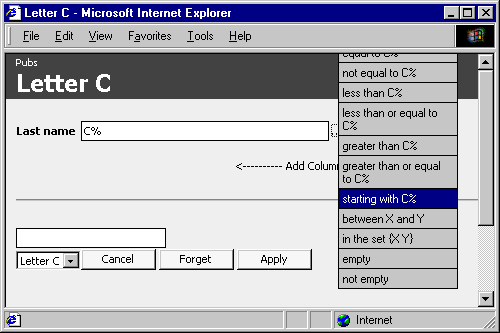 Letter C - Microsoft Internet Explorer
File Edit View Favorites Tools Help
Pubs
Letter C
Last name C%
<---------- Add Colum
equal to C%
not equal to C%
less than C%
less than or equal to
C%
greater than C%
greater than or equal
to C%
starting with C%
between X and Y
in the set {X Y}
empty
not empty
Letter C Cancel Forget Apply
Internet